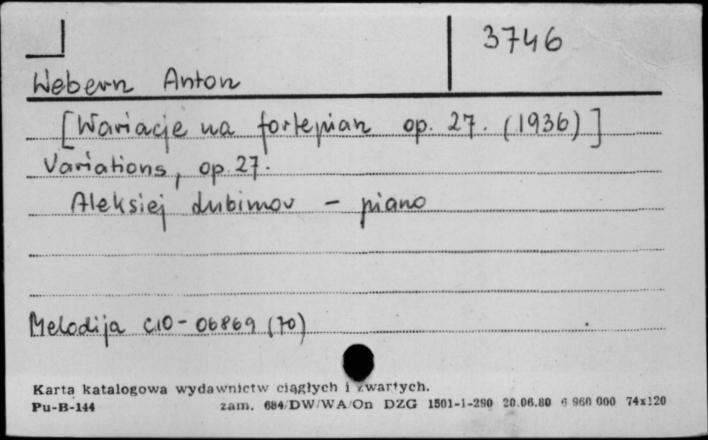 3746
Webern Anton
[Wariacje na fortepian op. 27. (1936)]
Variations, op. 27.
Aleksiej Lubimov - piano
Melodija C10-06869 (70)
Karta katalogowa wydawnictw ciągłych i zwartych.
Pu-B-144 zam. 684/DW/WA/On DZG 1501-1-290 20.06.80 6 960 000 74x120